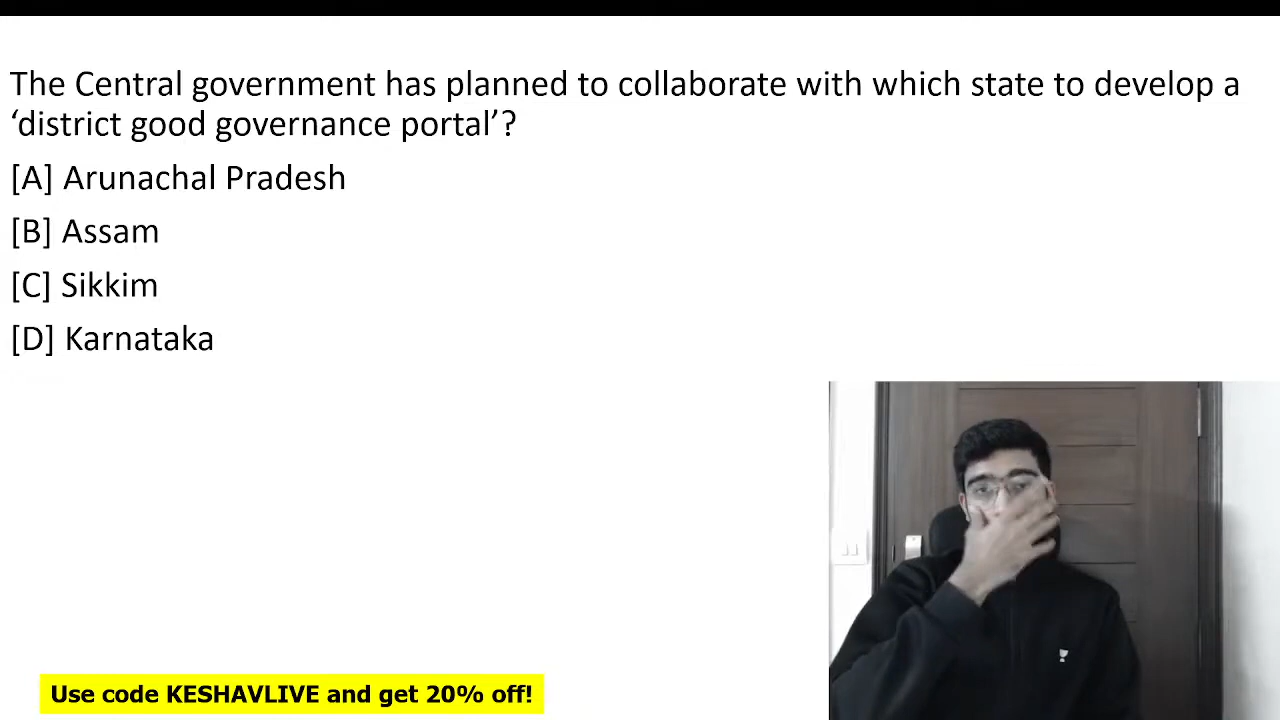 The Central government has planned to collaborate with which state to develop a
‘district good governance portal’?
[A] Arunachal Pradesh
[B] Assam
[C] Sikkim
[D] Karnataka
Use code KESHAVLIVE and get 20% off!